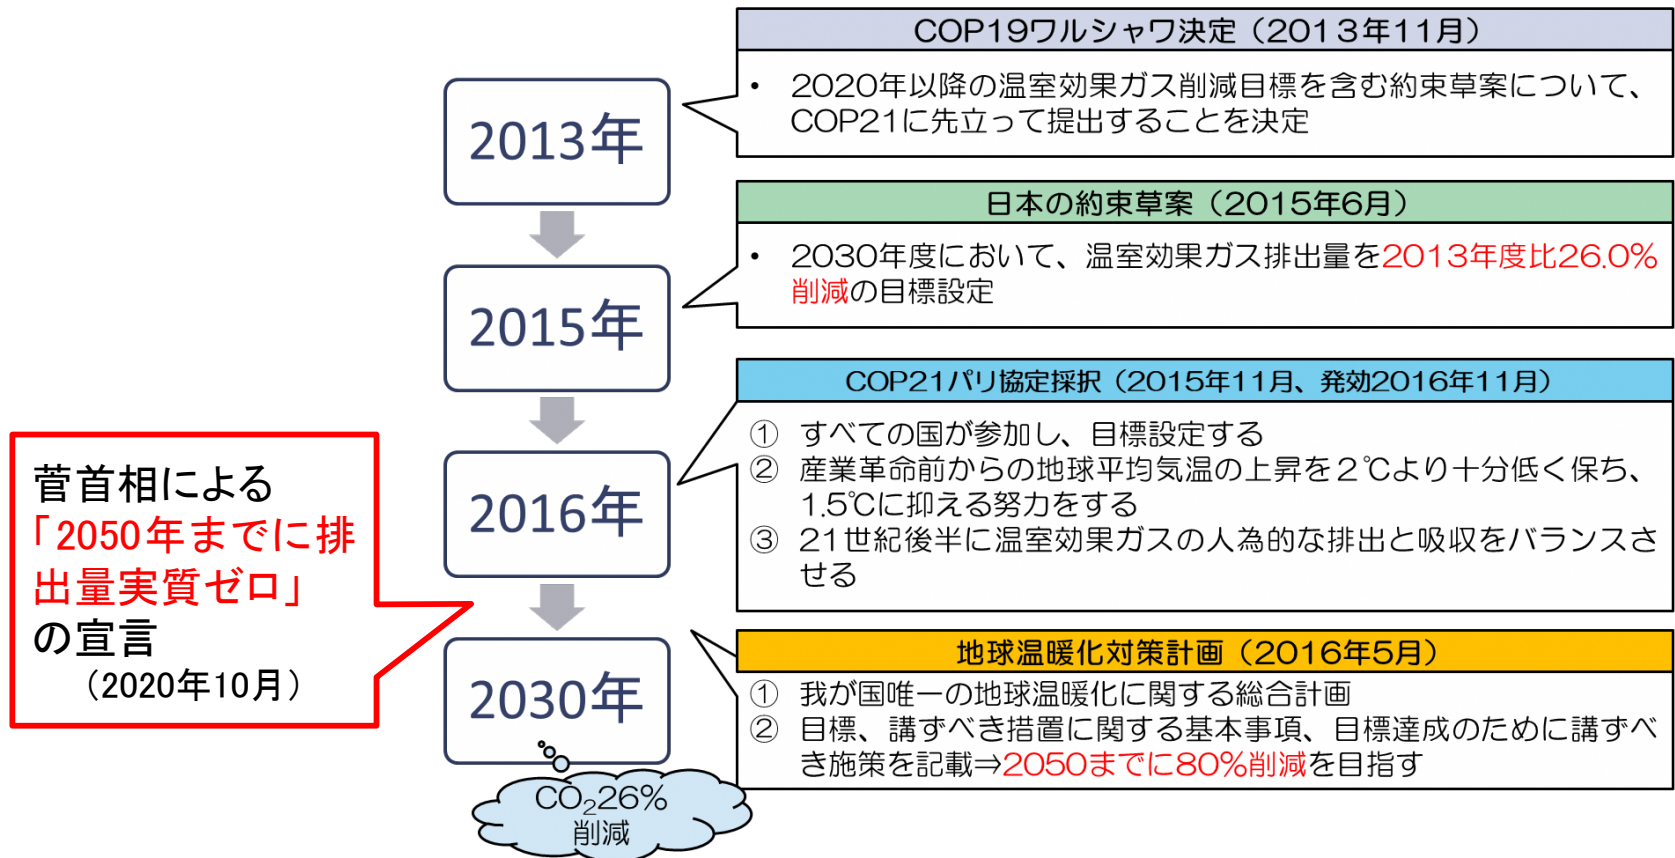 COP19ワルシャワ決定（2013年11月）
• 2020年以降の温室効果ガス削減目標を含む約束草案について、
COP21に先立って提出することを決定
2013年
日本の約束草案（2015年6月）
• 2030年度において、温室効果ガス排出量を2013年度比26.0%
削減の目標設定
2015年
COP21パリ協定採択（2015年11月、発効2016年11月）
① すべての国が参加し、目標設定する
② 産業革命前からの地球平均気温の上昇を2℃より十分低く保ち、
1.5℃に抑える努力をする
③ 21世紀後半に温室効果ガスの人為的な排出と吸収をバランスさ
せる
2016年
菅首相による
「2050年までに排
出量実質ゼロ」
の宣言
（2020年10月）
地球温暖化対策計画（2016年5月）
① 我が国唯一の地球温暖化に関する総合計画
② 目標、講ずべき措置に関する基本事項、目標達成のために講ずべ
き施策を記載⇒2050までに80%削減を目指す
2030年
CO₂26%
削減